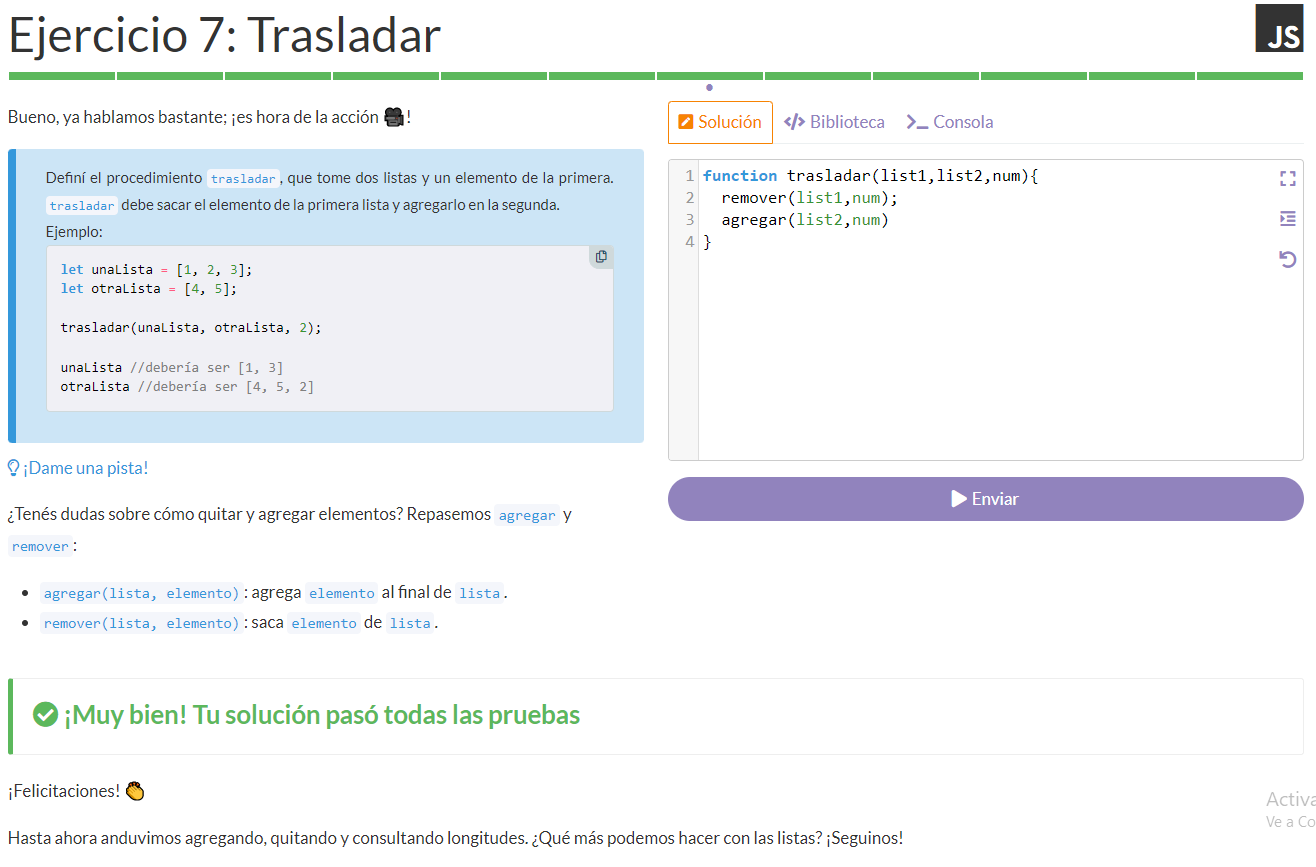 Ejercicio 7: Trasladar
JS
Bueno, ya hablamos bastante; ¡es hora de la acción 🎥!
Definí el procedimiento trasladar, que tome dos listas y un elemento de la primera.
trasladar debe sacar el elemento de la primera lista y agregarlo en la segunda.
Ejemplo:
let unaLista = [1, 2, 3];
let otraLista = [4, 5];
trasladar(unaLista, otraLista, 2);
unaLista //debería ser [1, 3]
otraLista //debería ser [4, 5, 2]
¡Dame una pista!
¿Tenés dudas sobre cómo quitar y agregar elementos? Repasemos agregar y
remover:
agregar(lista, elemento): agrega elemento al final de lista.
remover(lista, elemento): saca elemento de lista.
Solución </> Biblioteca >_ Consola
1 function trasladar(list1,list2,num){
2 remover(list1,num);
3 agregar(list2,num)
4 }
Enviar
¡Muy bien! Tu solución pasó todas las pruebas
¡Felicitaciones! 👏
Hasta ahora anduvimos agregando, quitando y consultando longitudes. ¿Qué más podemos hacer con las listas? ¡Seguinos!
Activa
Ve a Co